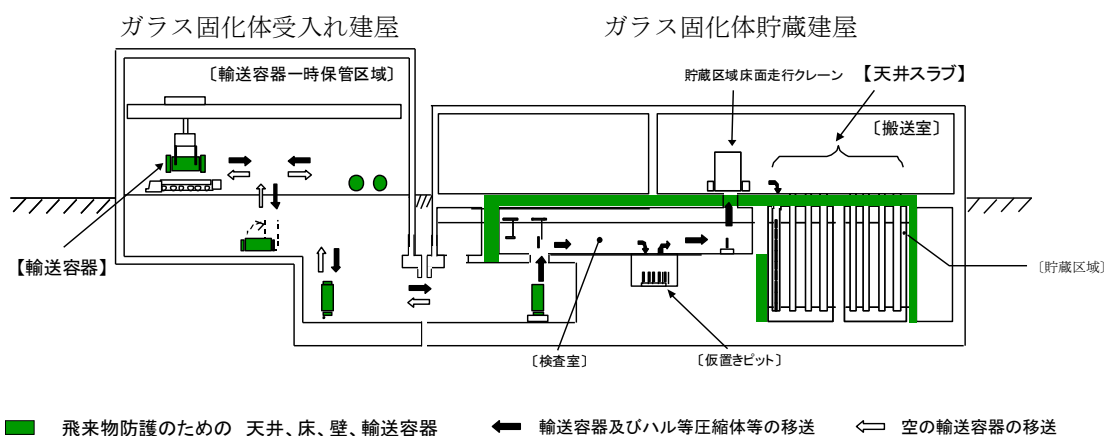 ガラス固化体受入れ建屋
ガラス固化体貯蔵建屋
〔輸送容器一時保管区域〕
貯蔵区域床面走行クレーン
【天井スラブ】
〔搬送室〕
【輸送容器】
〔貯蔵区域〕
〔検査室〕
〔仮置きピット〕
飛来物防護のための 天井、床、壁、輸送容器
輸送容器及びハル等圧縮体等の移送
空の輸送容器の移送